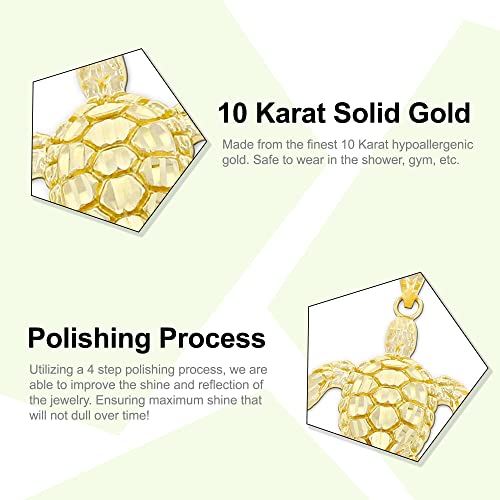 10 Karat Solid Gold
Made from the finest 10 Karat hypoallergenic
gold. Safe to wear in the shower, gym, etc.
Polishing Process
Utilizing a 4 step polishing process, we are
able to improve the shine and reflection of
the jewelry. Ensuring maximum shine that
will not dull over time!